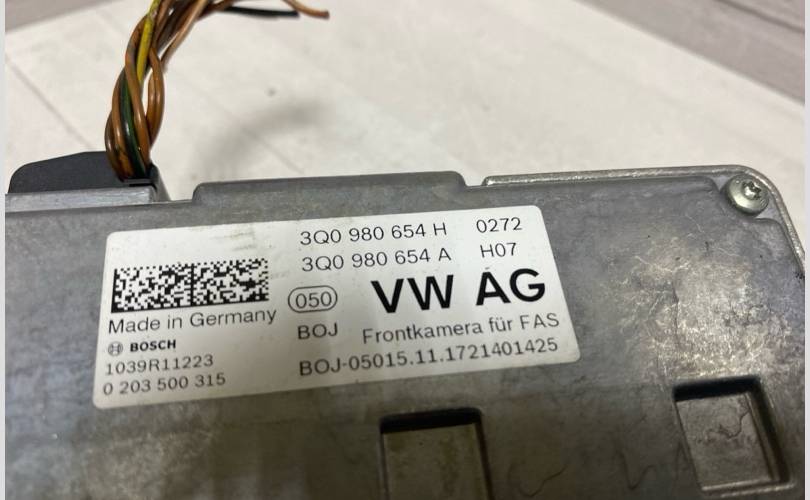 3Q0 980 654 H 0272
3Q0 980 654 A H07
050 VW AG
Made in Germany
BOJ Frontkamera für FAS
BOSCH
1039R11223
BOJ-05015.11.1721401425
0 203 500 315